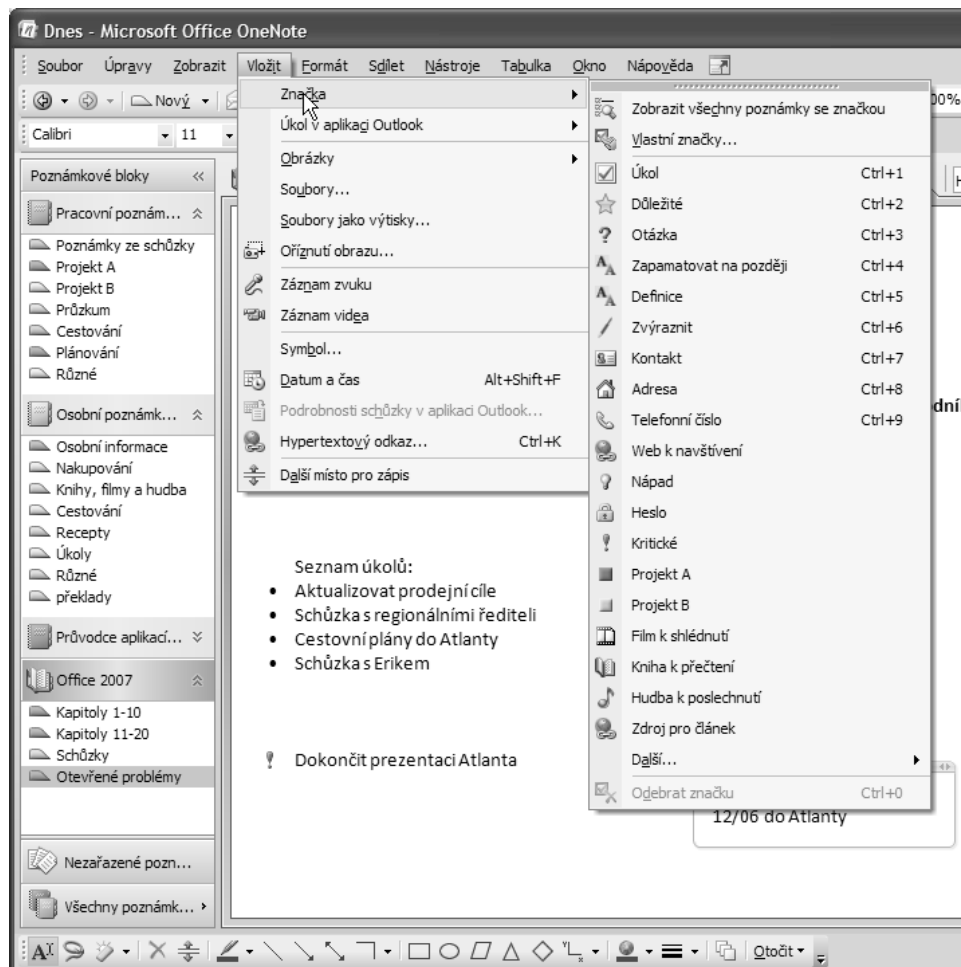 Dnes - Microsoft Office OneNote
Soubor Úpravy Zobrazit Vložit Formát Sdílet Nástroje Tabulka Okno Nápověda
Nový
00%
Calibri 11
Značka
Úkol v aplikaci Outlook
Obrázky
Soubory...
Soubory jako výtisky...
Oříznutí obrazu...
Záznam zvuku
Záznam videa
Symbol...
Datum a čas Alt+Shift+F
Podrobnosti schůzky v aplikaci Outlook...
Hypertextový odkaz... Ctrl+K
Další místo pro zápis
Zobrazit všechny poznámky se značkou
Vlastní značky...
Úkol Ctrl+1
Důležité Ctrl+2
Otázka Ctrl+3
Zapamatovat na později Ctrl+4
Definice Ctrl+5
Zvýraznit Ctrl+6
Kontakt Ctrl+7
Adresa Ctrl+8
Telefonní číslo Ctrl+9
Web k navštívení
Nápad
Heslo
Kritické
Projekt A
Projekt B
Film k shlédnutí
Kniha k přečtení
Hudba k poslechnutí
Zdroj pro článek
Další...
Odebrat značku Ctrl+0
Poznámkové bloky
Pracovní poznám...
Poznámky ze schůzky
Projekt A
Projekt B
Průzkum
Cestování
Plánování
Různé
Osobní poznámk...
Osobní informace
Nakupování
Knihy, filmy a hudba
Cestování
Recepty
Úkoly
Různé
překlady
Průvodce aplikací...
Office 2007
Kapitoly 1-10
Kapitoly 11-20
Schůzky
Otevřené problémy
Nezařazené pozn...
Všechny poznámk...
Seznam úkolů:
• Aktualizovat prodejní cíle
• Schůzka s regionálními řediteli
• Cestovní plány do Atlanty
• Schůzka s Erikem
Dokončit prezentaci Atlanta
12/06 do Atlanty
Otočit